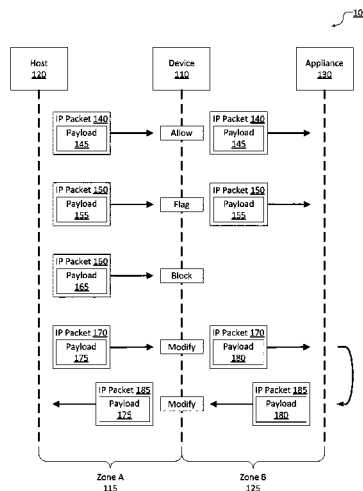 10
Host
120
Device
110
Appliance
130
IP Packet 140
Payload
145
Allow
IP Packet 140
Payload
145
IP Packet 150
Payload
155
Flag
IP Packet 150
Payload
155
IP Packet 160
Payload
165
Block
IP Packet 170
Payload
175
Modify
IP Packet 170
Payload
180
IP Packet 185
Payload
175
Modify
IP Packet 185
Payload
180
Zone A
115
Zone B
125